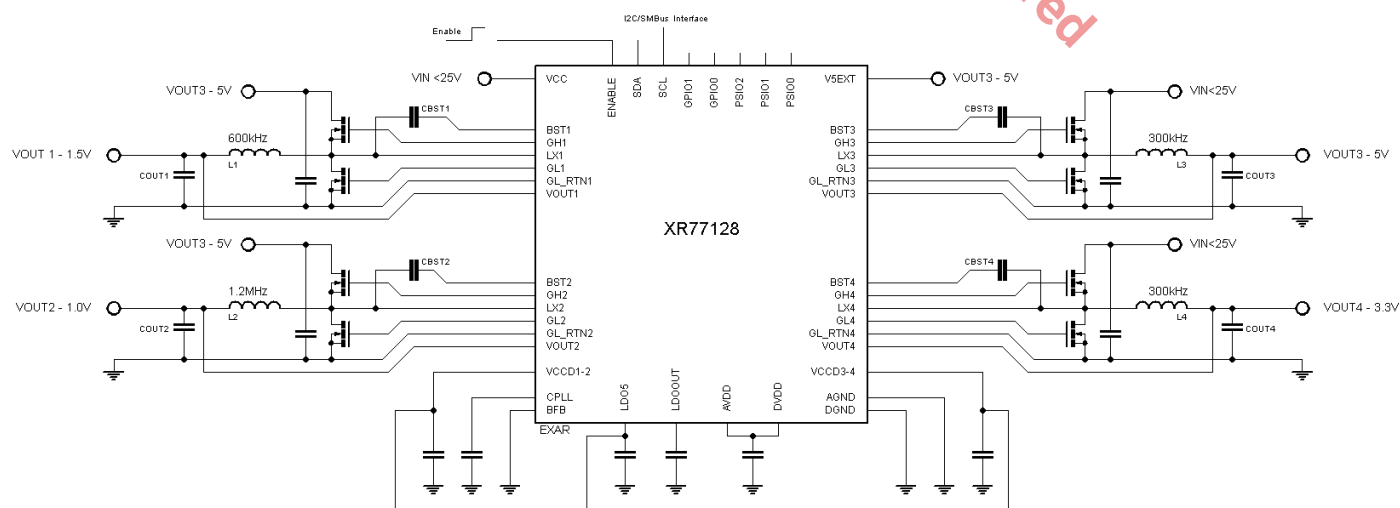 red
I2C/SMBus Interface
Enable
VIN <25V
VCC
ENABLE
SDA
SCL
GPIO1
GPIO0
PSIO2
PSIO1
PSIO0
V5EXT
VOUT3 - 5V
VOUT3 - 5V
CBST1
CBST3
VIN<25V
600kHz
BST1
GH1
LX1
GL1
GL_RTN1
VOUT1
BST3
GH3
LX3
GL3
GL_RTN3
VOUT3
300kHz
VOUT 1 - 1.5V
L1
COUT1
L3
COUT3
VOUT3 - 5V
XR77128
VOUT3 - 5V
CBST2
CBST4
VIN<25V
1.2MHz
BST2
GH2
LX2
GL2
GL_RTN2
VOUT2
BST4
GH4
LX4
GL4
GL_RTN4
VOUT4
300kHz
VOUT2 - 1.0V
L2
COUT2
L4
COUT4
VOUT4 - 3.3V
VCCD1-2
CPLL
BFB
LDO5
LDOOUT
AVDD
DVDD
VCCD3-4
AGND
DGND
EXAR